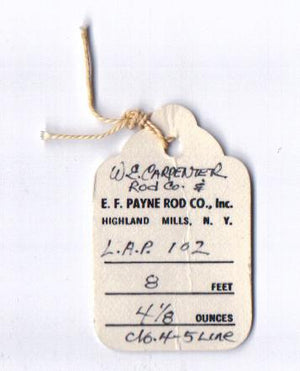 W.E. CARPENTER
ROD CO. &
E. F. PAYNE ROD CO., Inc.
HIGHLAND MILLS, N. Y.
L.A.P. 102
8 FEET
4 1/8 OUNCES
C/o. 4-5 LINE